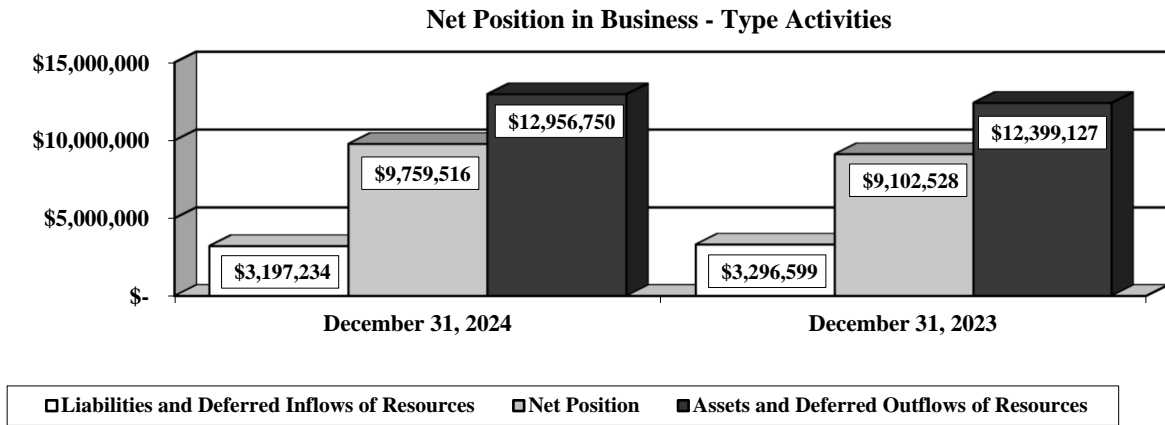 Net Position in Business - Type Activities
$15,000,000
$10,000,000
$5,000,000
$-
$3,197,234
$9,759,516
$12,956,750
$3,296,599
$9,102,528
$12,399,127
December 31, 2024
December 31, 2023
Liabilities and Deferred Inflows of Resources Net Position Assets and Deferred Outflows of Resources